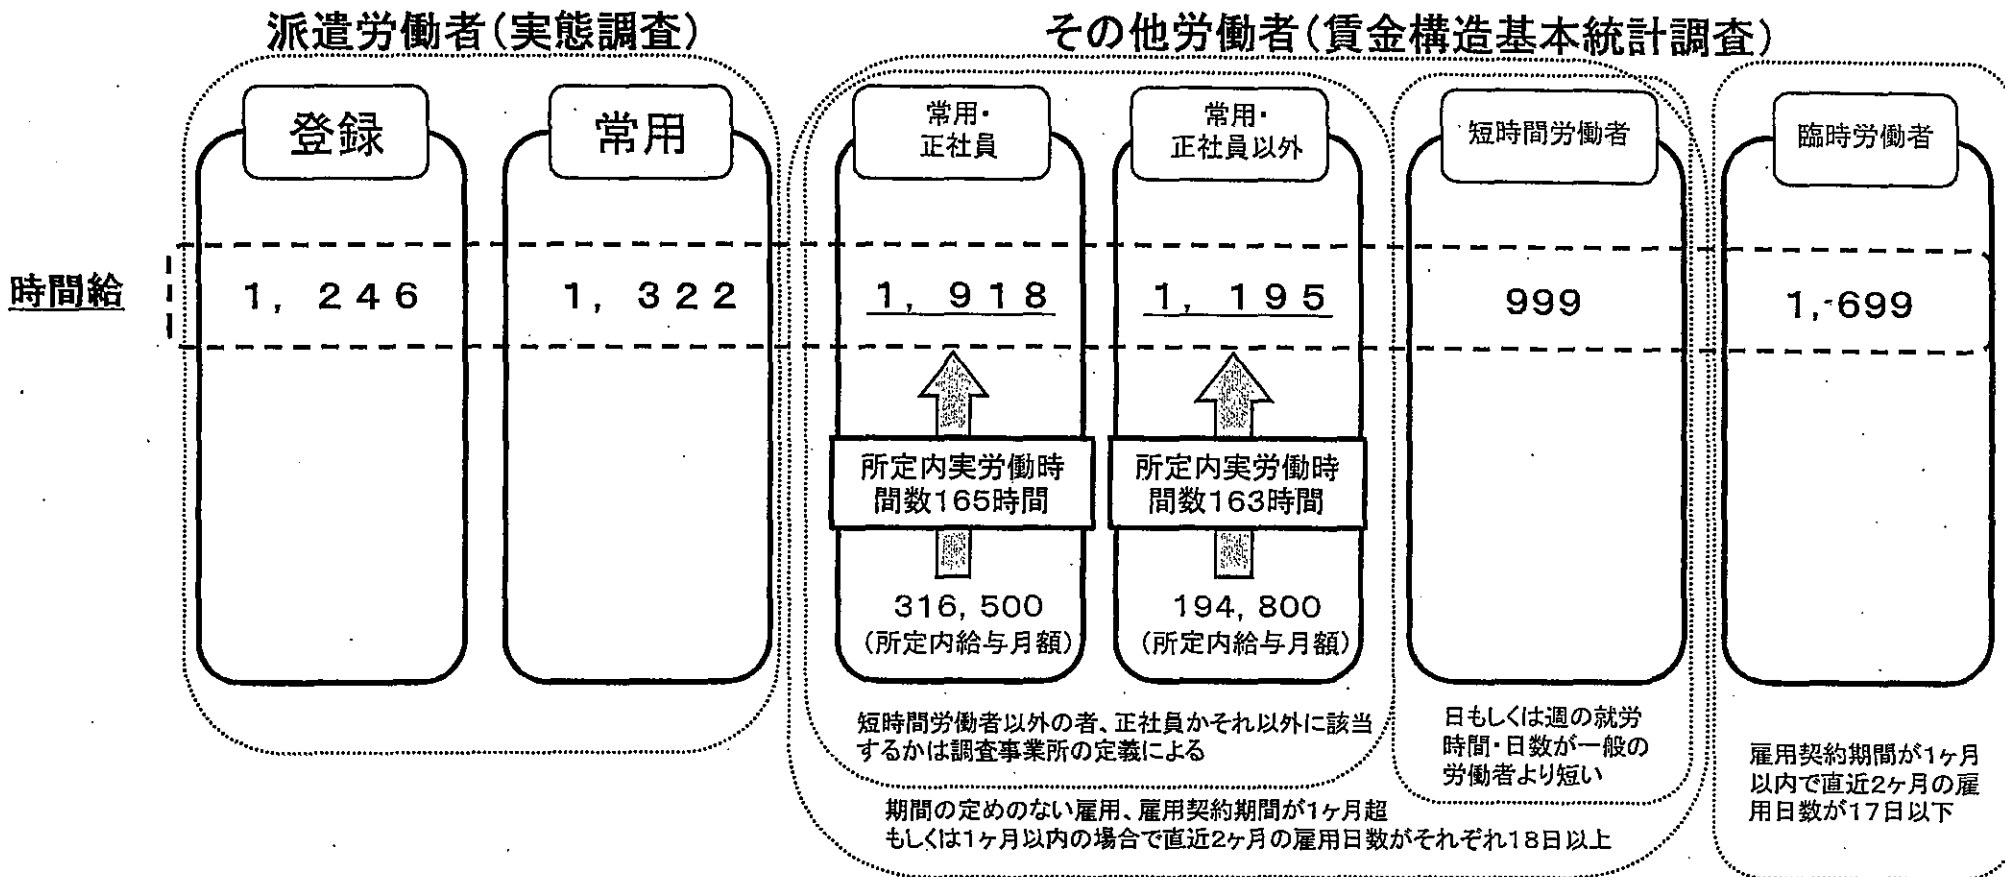 派遣労働者(実態調査)
その他労働者(賃金構造基本統計調査)
登録
常用
常用・
正社員
常用・
正社員以外
短時間労働者
臨時労働者
時間給
1, 246
1, 322
1, 918
1, 195
999
1, 699
所定内実労働時
間数165時間
所定内実労働時
間数163時間
316, 500
(所定内給与月額)
194, 800
(所定内給与月額)
短時間労働者以外の者、正社員かそれ以外に該当
するかは調査事業所の定義による
日もしくは週の就労
時間・日数が一般の
労働者より短い
雇用契約期間が1ヶ月
以内で直近2ヶ月の雇
用日数が17日以下
期間の定めのない雇用、雇用契約期間が1ヶ月超
もしくは1ヶ月以内の場合で直近2ヶ月の雇用日数がそれぞれ18日以上